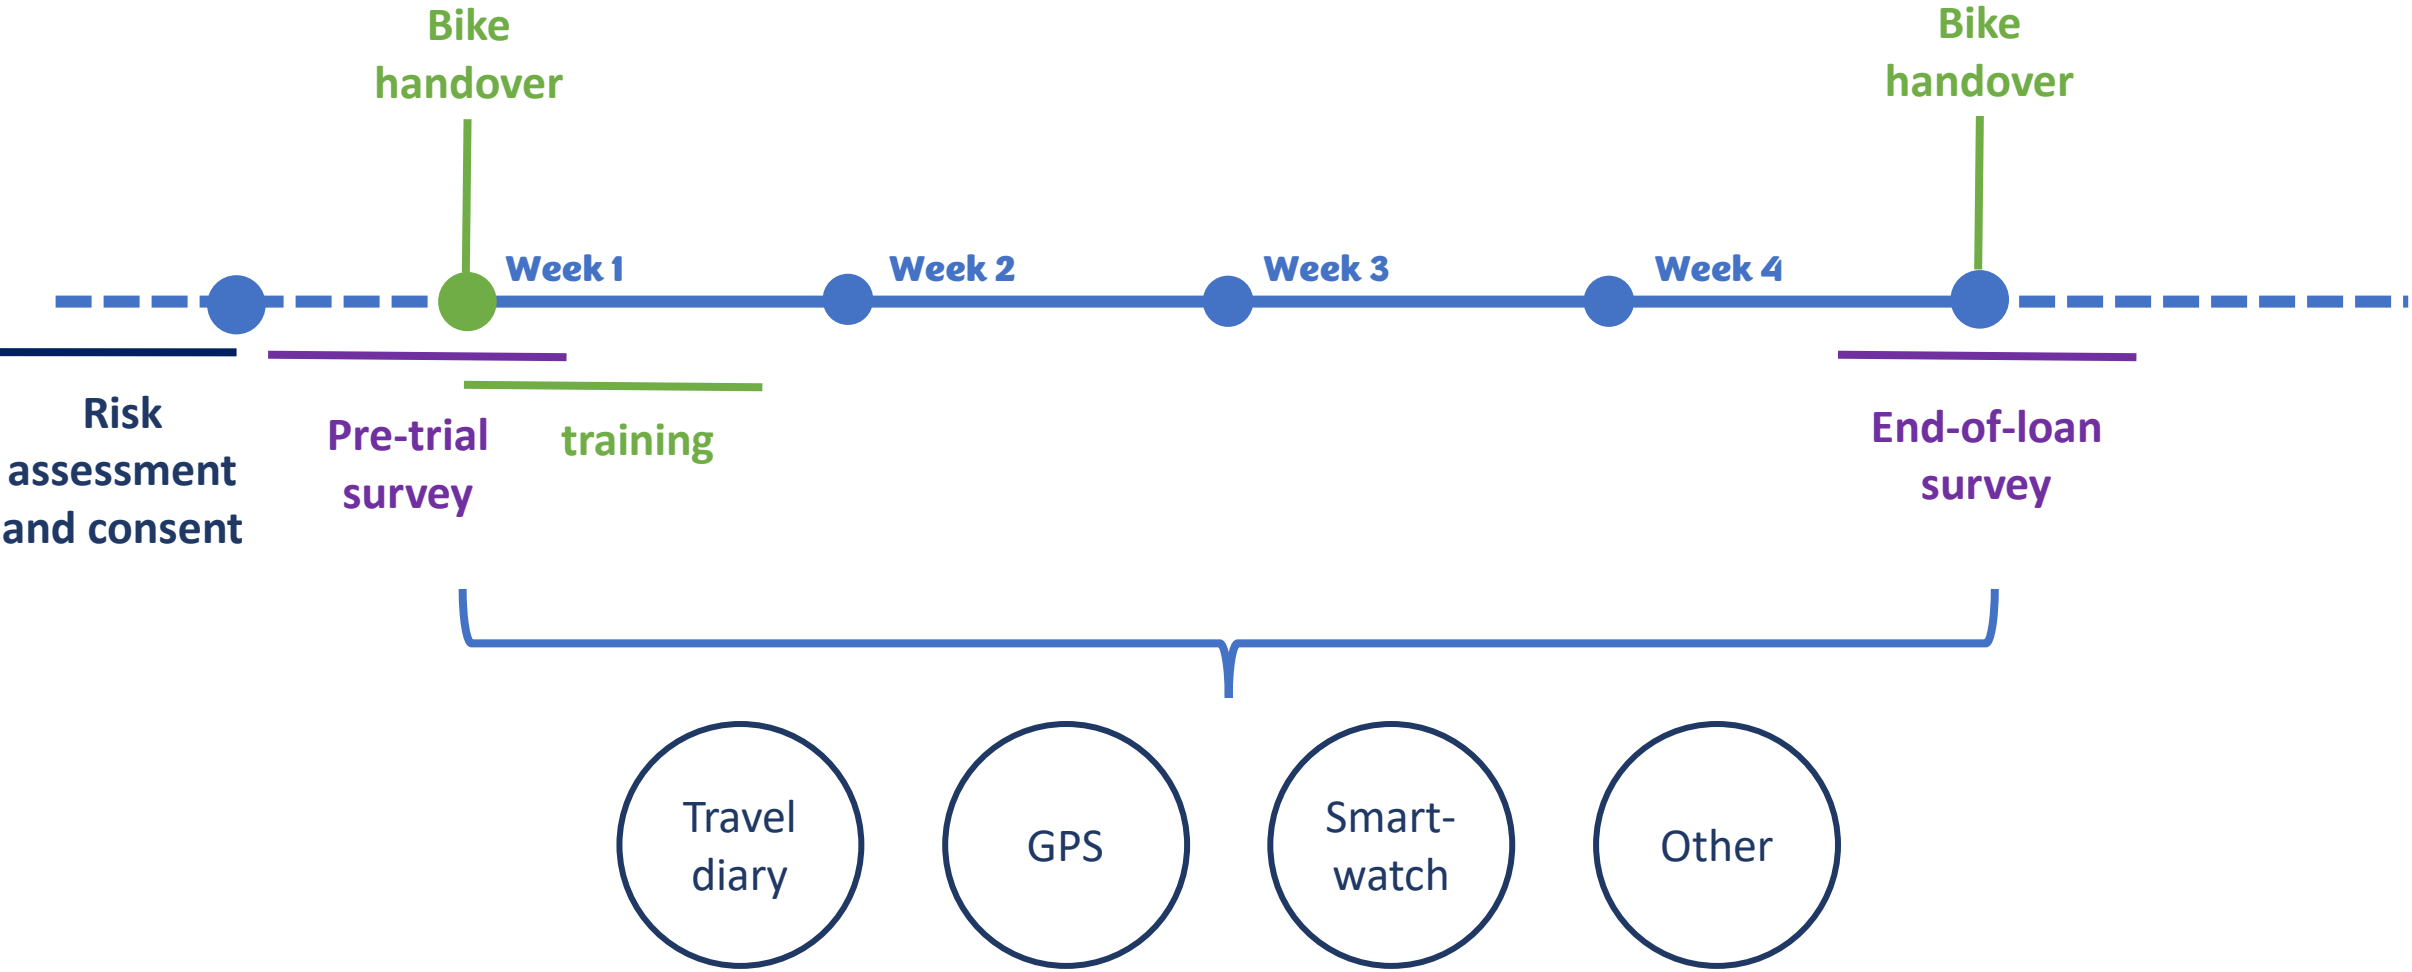 Bike
handover
Bike
handover
Week 1
Week 2
Week 3
Week 4
Risk
assessment
and consent
Pre-trial
survey
training
End-of-loan
survey
Travel
diary
GPS
Smart-
watch
Other